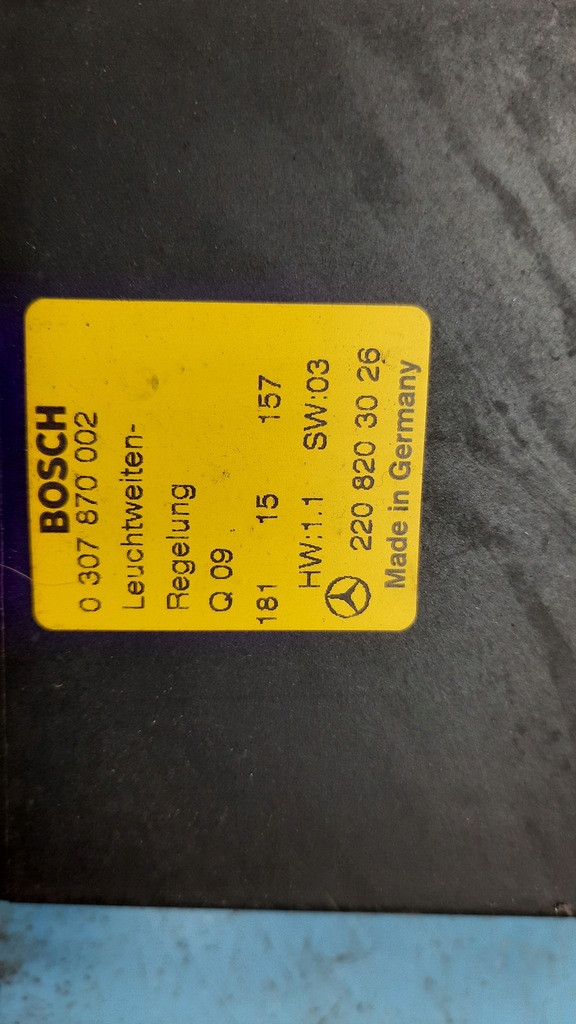 BOSCH
0 307 870 002
Leuchtweiten-
Regelung
Q 09
181 15 157
HW:1.1 SW:03
220 820 30 26
Made in Germany